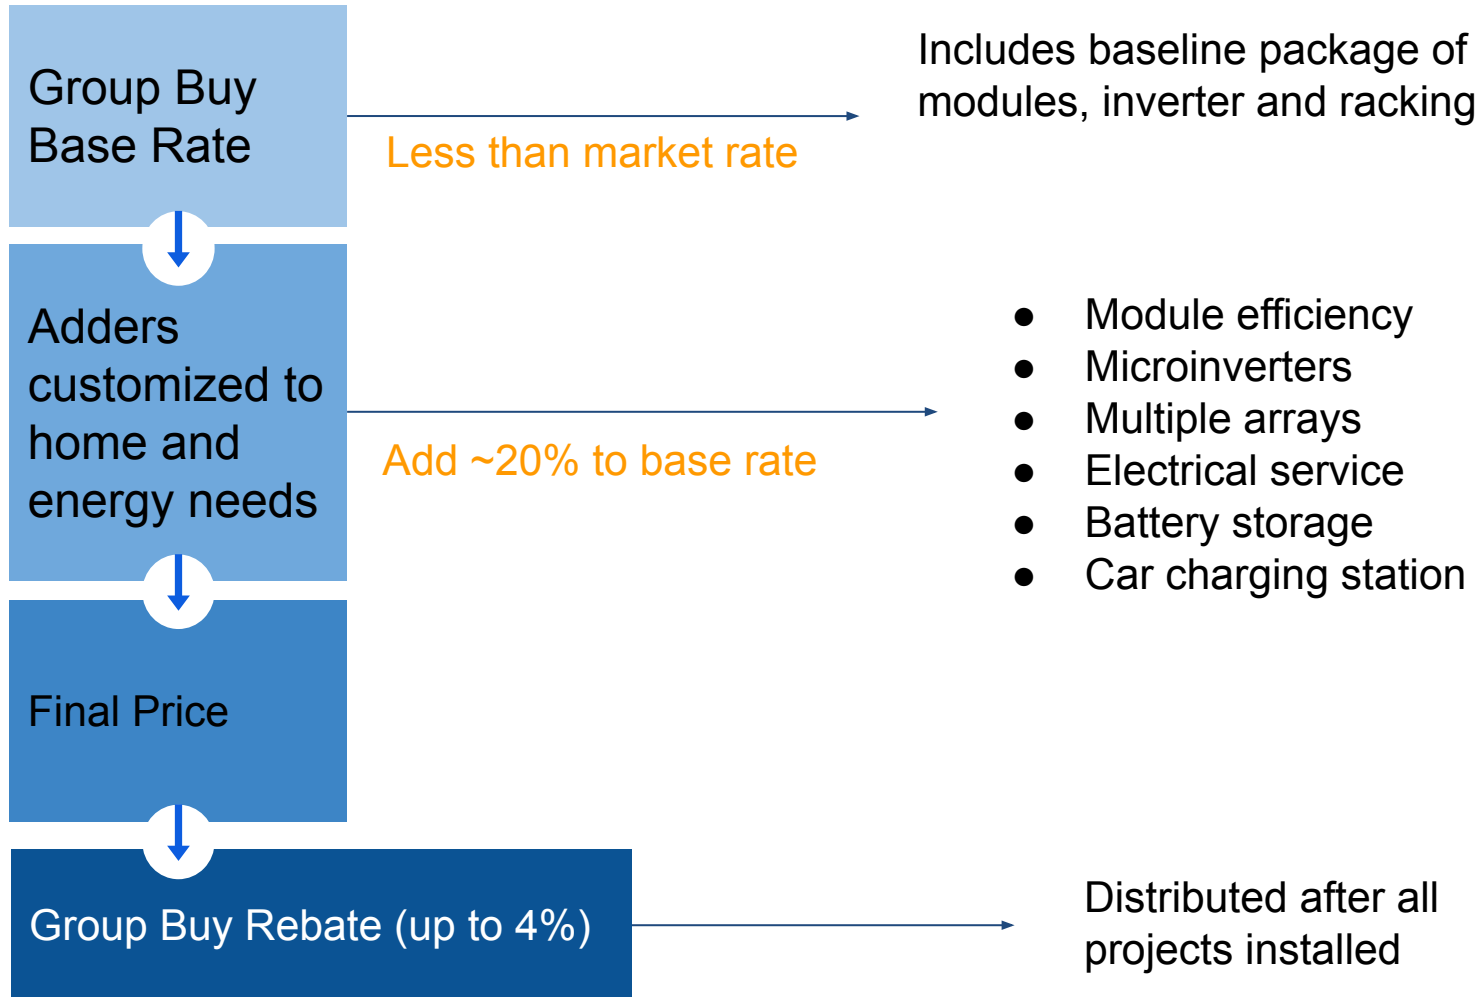 Group Buy
Base Rate
Less than market rate
Includes baseline package of
modules, inverter and racking
Adders
customized to
home and
energy needs
Add ~20% to base rate
● Module efficiency
● Microinverters
● Multiple arrays
● Electrical service
● Battery storage
● Car charging station
Final Price
Group Buy Rebate (up to 4%)
Distributed after all
projects installed